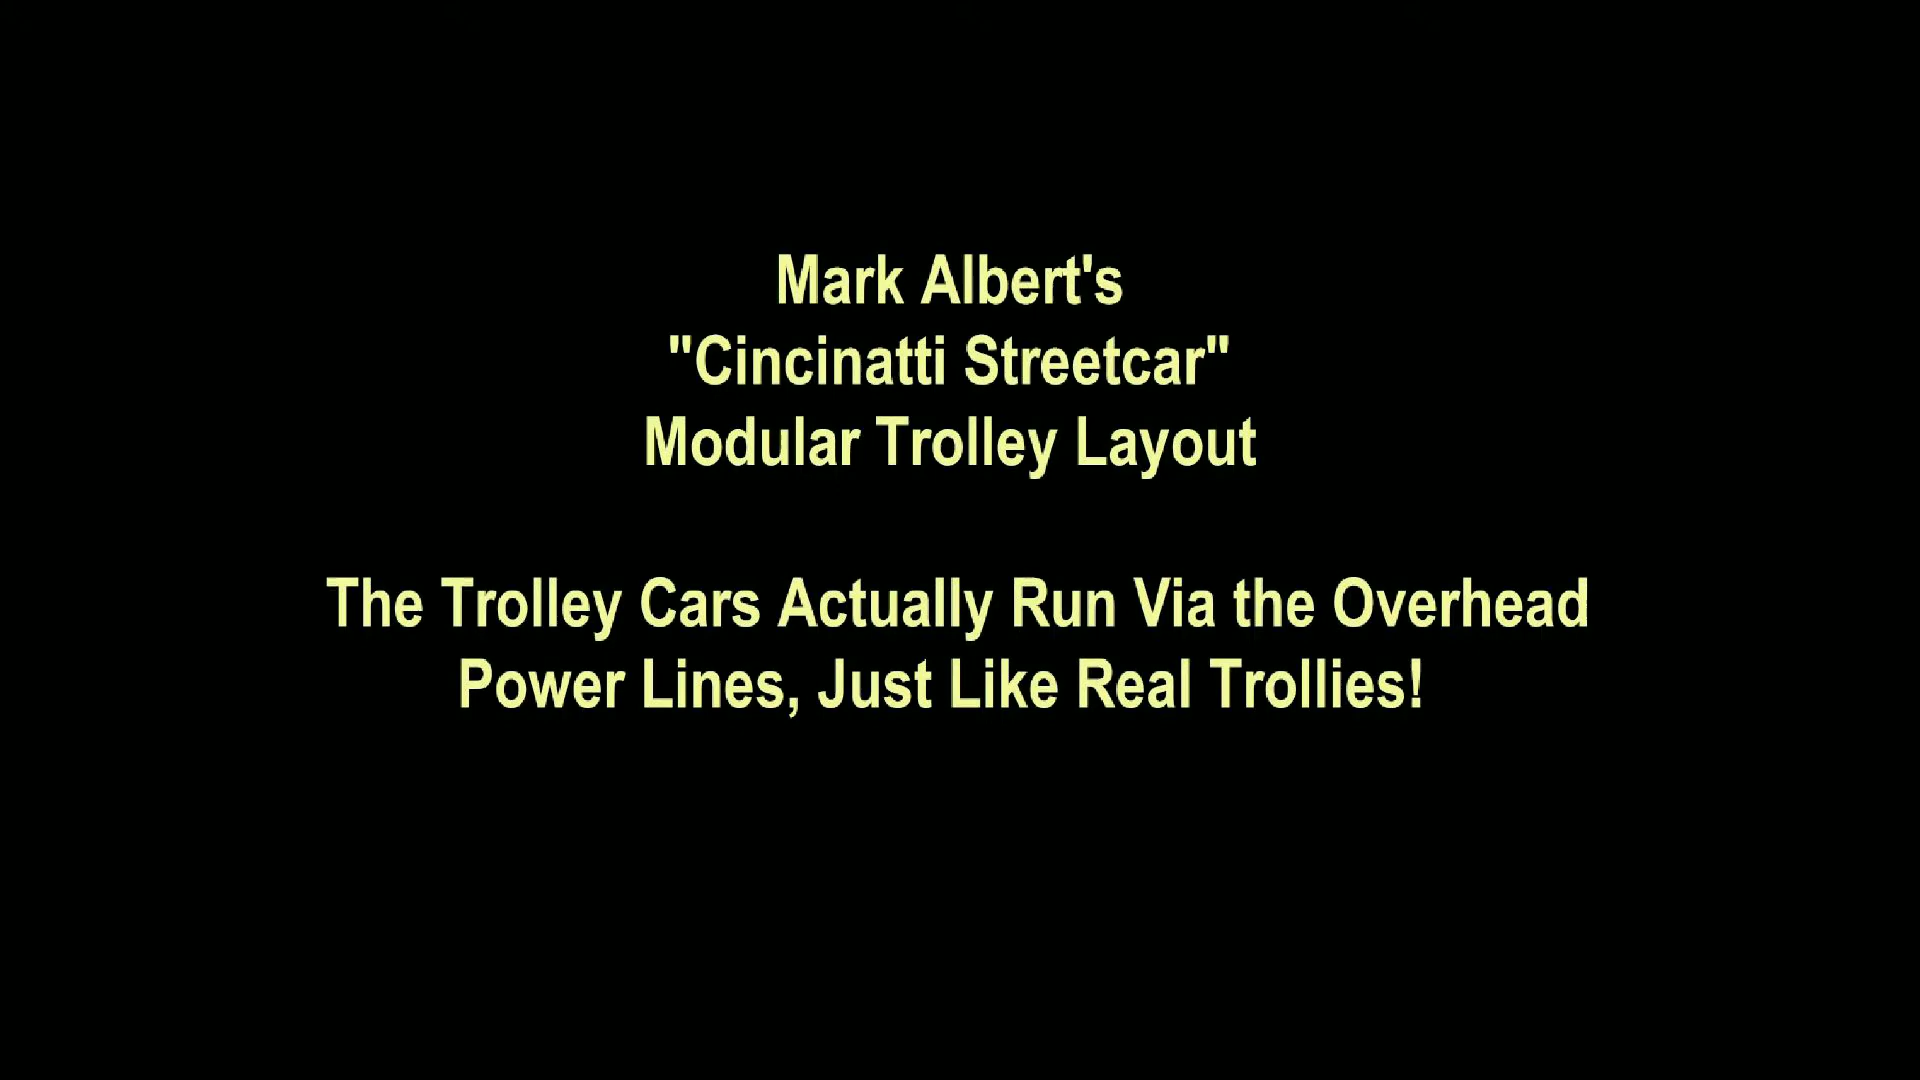 Mark Albert's
"Cincinatti Streetcar"
Modular Trolley Layout
The Trolley Cars Actually Run Via the Overhead
Power Lines, Just Like Real Trollies!